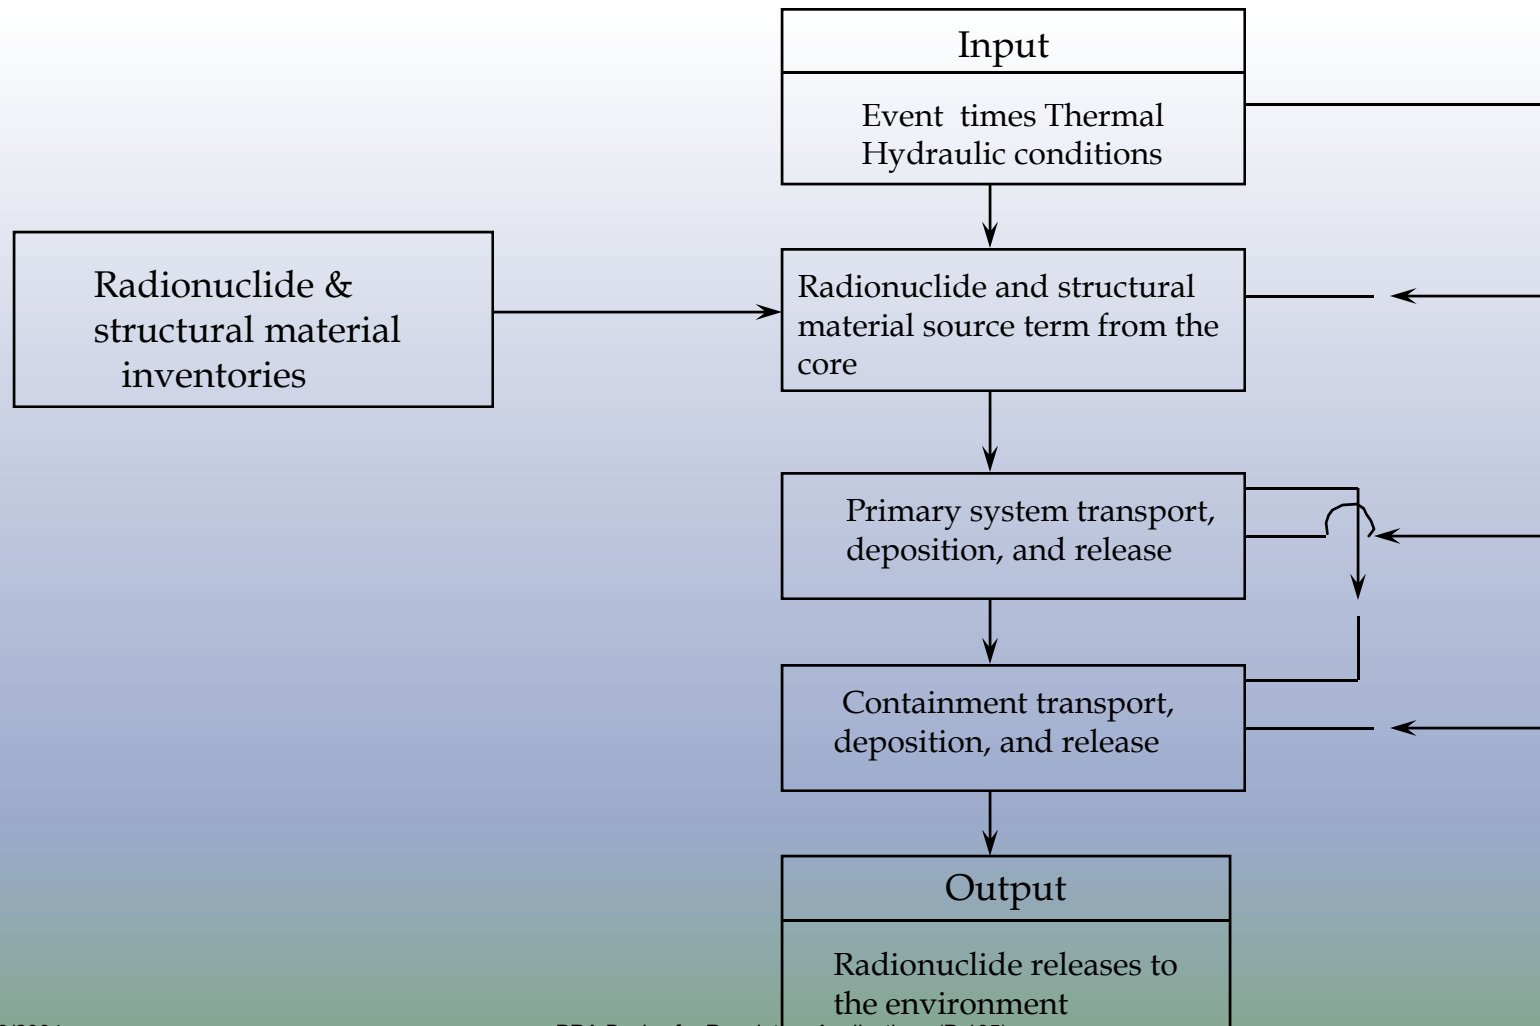 Input
Event times Thermal
Hydraulic conditions
Radionuclide &
structural material
inventories
Radionuclide and structural
material source term from the
core
Primary system transport,
deposition, and release
Containment transport,
deposition, and release
Output
Radionuclide releases to
the environment